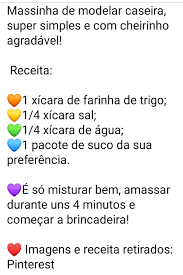 Massinha de modelar caseira,
super simples e com cheirinho
agradável!
Receita:
🧡1 xícara de farinha de trigo;
💛1/4 xícara sal;
💚1/4 xícara de água;
💙1 pacote de suco da sua
preferência.
💜É só misturar bem, amassar
durante uns 4 minutos e
começar a brincadeira!
❤️ Imagens e receita retirados:
Pinterest